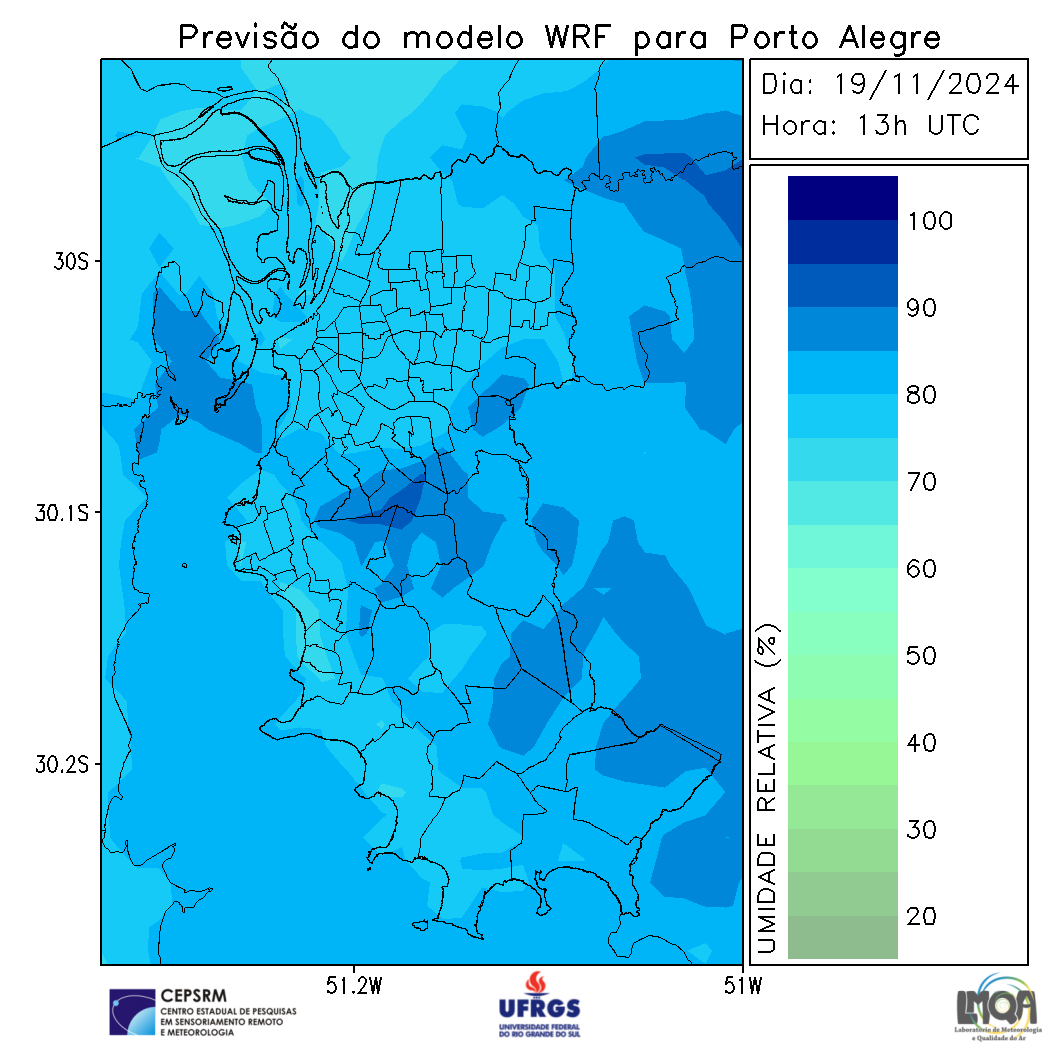 Previsão do modelo WRF para Porto Alegre
Dia: 19/11/2024
Hora: 13h UTC
100
90
80
70
60
50
40
30
20
UMIDADE RELATIVA (%)
30S
30.1S
30.2S
51.2W
51W
CEPSRM
CENTRO ESTADUAL DE PESQUISAS
EM SENSORIAMENTO REMOTO
E METEOROLOGIA
UFRGS
UNIVERSIDADE FEDERAL
DO RIO GRANDE DO SUL
LMQA
Laboratório de Meteorologia
e Qualidade do Ar